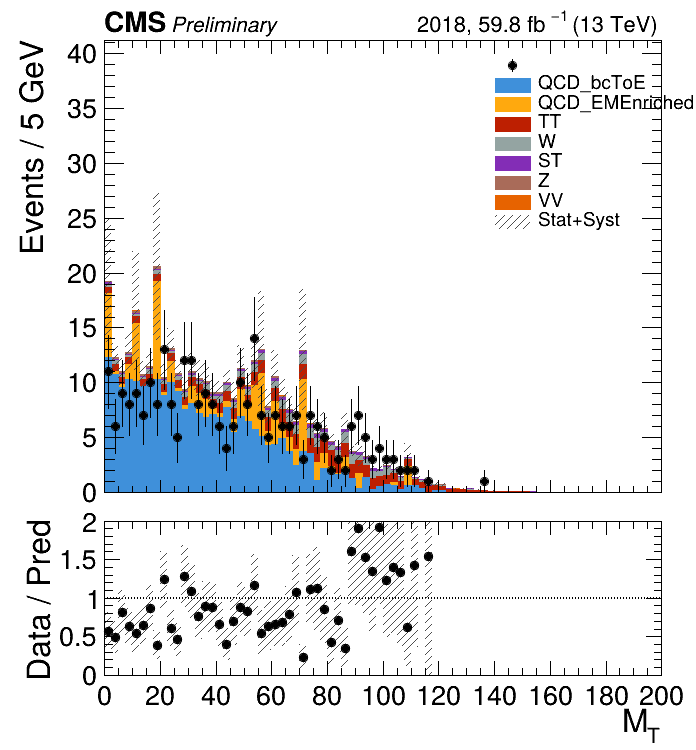 CMS Preliminary 2018, 59.8 fb⁻¹ (13 TeV)
Events / 5 GeV
40
35
30
25
20
15
10
5
0
QCD_bcToE
QCD_EMEnriched
TT
W
ST
Z
VV
Stat+Syst
Data / Pred
2
1.5
1
0.5
0
0 20 40 60 80 100 120 140 160 180 200
M_T